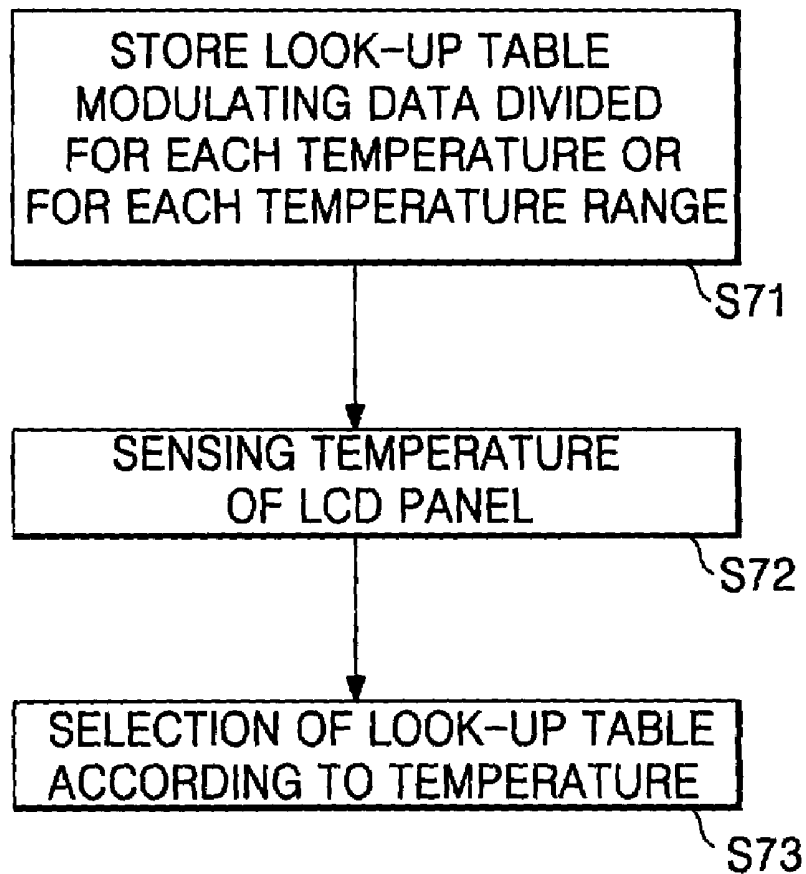 STORE LOOK-UP TABLE
MODULATING DATA DIVIDED
FOR EACH TEMPERATURE OR
FOR EACH TEMPERATURE RANGE
S71
SENSING TEMPERATURE
OF LCD PANEL
S72
SELECTION OF LOOK-UP TABLE
ACCORDING TO TEMPERATURE
S73